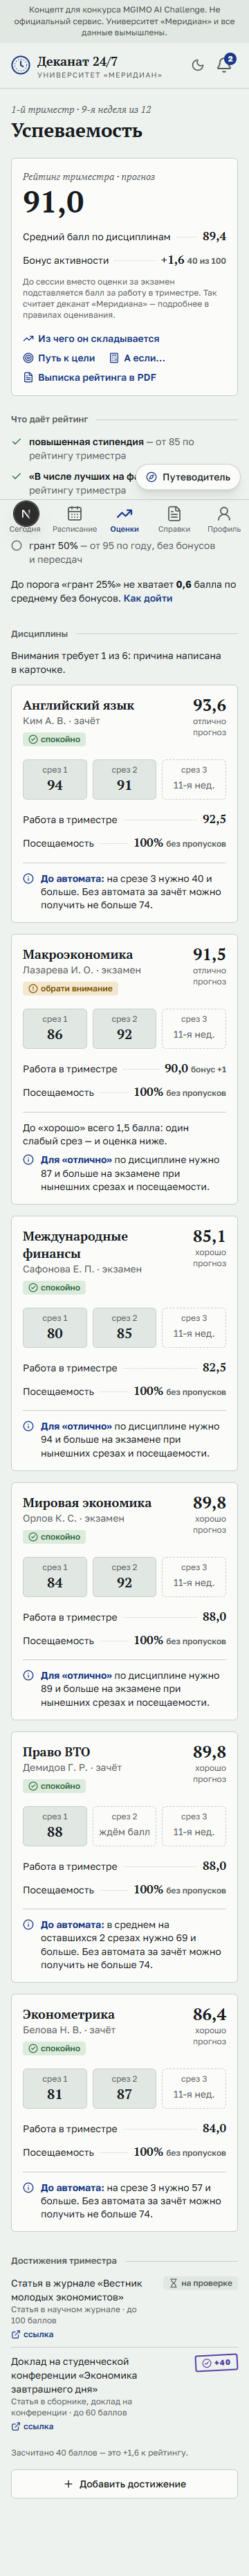 Концепт для конкурса MGIMO AI Challenge. Не
официальный сервис. Университет «Меридиан» и все
данные вымышлены.
Деканат 24/7
УНИВЕРСИТЕТ «МЕРИДИАН»
2
1-й триместр · 9-я неделя из 12
Успеваемость
Рейтинг триместра · прогноз
91,0
Средний балл по дисциплинам 89,4
Бонус активности +1,6 40 из 100
До сессии вместо оценки за экзамен
подставляется балл за работу в триместре. Так
считает деканат «Меридиана» — подробнее в
правилах оценивания.
Из чего он складывается
Путь к цели А если…
Выписка рейтинга в PDF
Что даёт рейтинг
повышенная стипендия — от 85 по
рейтингу триместра
«В числе лучших на
рейтингу триместра
Путеводитель
N
Сегодня Расписание Оценки Справки Профиль
грант 50% — от 95 по году, без бонусов
и пересдач
До порога «грант 25%» не хватает 0,6 балла по
среднему без бонусов. Как дойти
Дисциплины
Внимания требует 1 из 6: причина написана
в карточке.
Английский язык 93,6
Ким А. В. · зачёт отлично
прогноз
спокойно
срез 1 срез 2 срез 3
94 91 11-я нед.
Работа в триместре 92,5
Посещаемость 100% без пропусков
До автомата: на срезе 3 нужно 40 и
больше. Без автомата за зачёт можно
получить не больше 74.
Макроэкономика 91,5
Лазарева И. О. · экзамен отлично
прогноз
обрати внимание
срез 1 срез 2 срез 3
86 92 11-я нед.
Работа в триместре 90,0 бонус +1
Посещаемость 100% без пропусков
До «хорошо» всего 1,5 балла: один
слабый срез — и оценка ниже.
Для «отлично» по дисциплине нужно
87 и больше на экзамене при
нынешних срезах и посещаемости.
Международные 85,1
финансы хорошо
Сафонова Е. П. · экзамен прогноз
спокойно
срез 1 срез 2 срез 3
80 85 11-я нед.
Работа в триместре 82,5
Посещаемость 100% без пропусков
Для «отлично» по дисциплине нужно
94 и больше на экзамене при
нынешних срезах и посещаемости.
Мировая экономика 89,8
Орлов К. С. · экзамен хорошо
прогноз
спокойно
срез 1 срез 2 срез 3
84 92 11-я нед.
Работа в триместре 88,0
Посещаемость 100% без пропусков
Для «отлично» по дисциплине нужно
89 и больше на экзамене при
нынешних срезах и посещаемости.
Право ВТО 89,8
Демидов Г. Р. · зачёт хорошо
прогноз
спокойно
срез 1 срез 2 срез 3
88 ждём балл 11-я нед.
Работа в триместре 88,0
Посещаемость 100% без пропусков
До автомата: в среднем на
оставшихся 2 срезах нужно 69 и
больше. Без автомата за зачёт можно
получить не больше 74.
Эконометрика 86,4
Белова Н. В. · зачёт хорошо
прогноз
спокойно
срез 1 срез 2 срез 3
81 87 11-я нед.
Работа в триместре 84,0
Посещаемость 100% без пропусков
До автомата: на срезе 3 нужно 57 и
больше. Без автомата за зачёт можно
получить не больше 74.
Достижения триместра
Статья в журнале «Вестник на проверке
молодых экономистов»
Статья в научном журнале · до
100 баллов
ссылка
Доклад на студенческой +40
конференции «Экономика
завтрашнего дня»
Статья в сборнике, доклад на
конференции · до 60 баллов
ссылка
Засчитано 40 баллов — это +1,6 к рейтингу.
Добавить достижение